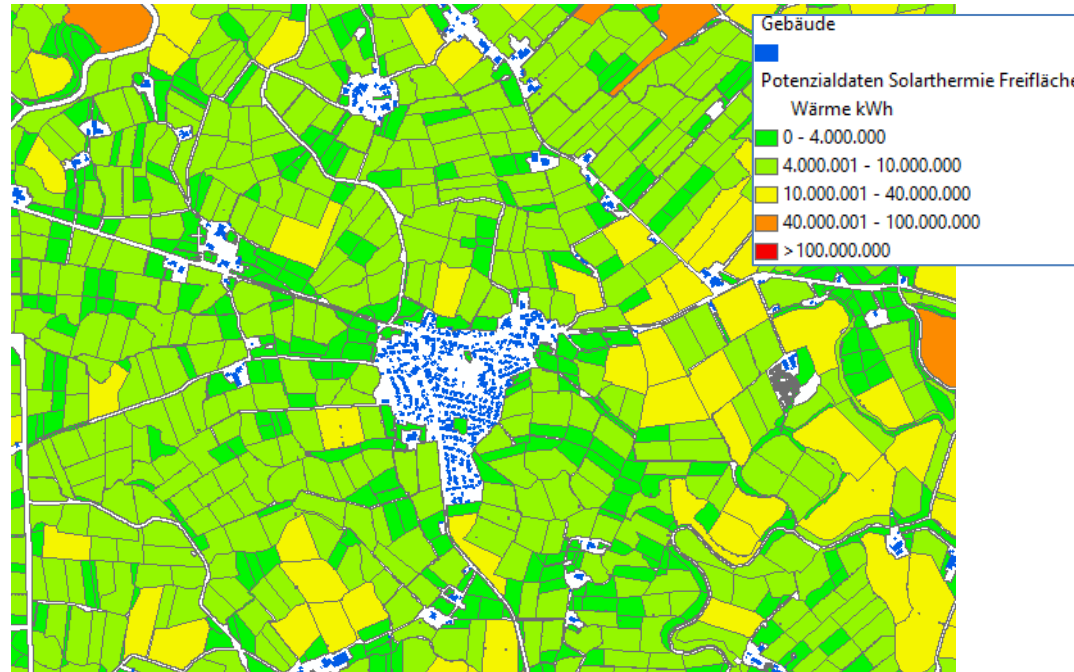 Gebäude
Potenzialdaten Solarthermie Freifläche
Wärme kWh
0 - 4.000.000
4.000.001 - 10.000.000
10.000.001 - 40.000.000
40.000.001 - 100.000.000
>100.000.000